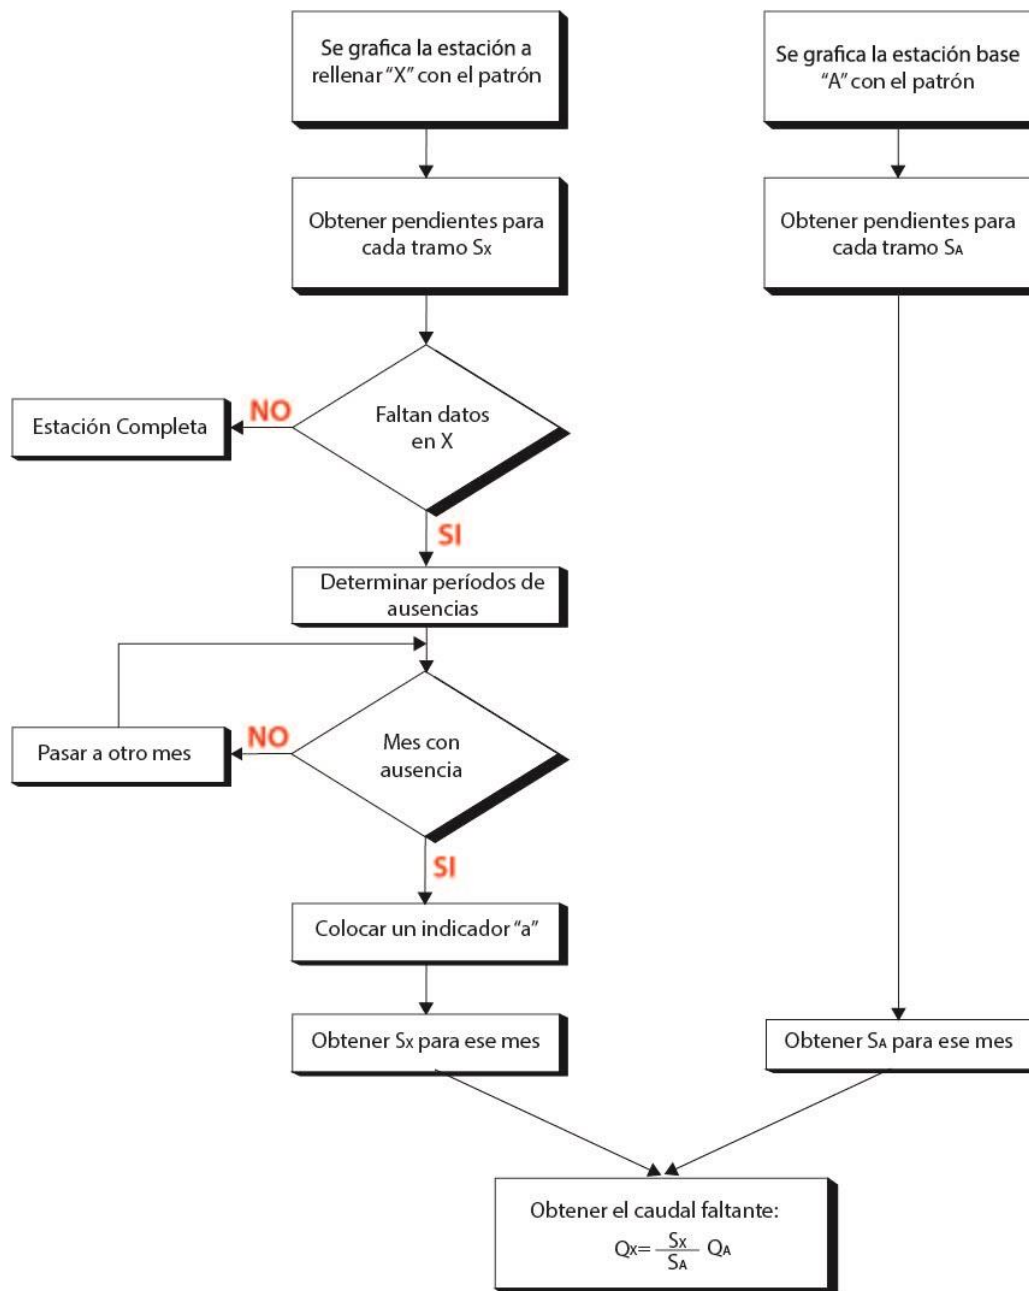 Se grafica la estación a
rellenar “X” con el patrón
Se grafica la estación base
“A” con el patrón
Obtener pendientes para
cada tramo Sx
Obtener pendientes para
cada tramo SA
Faltan datos
en X
NO
Estación Completa
SI
Determinar períodos de
ausencias
Mes con
ausencia
NO
Pasar a otro mes
SI
Colocar un indicador “a”
Obtener Sx para ese mes
Obtener SA para ese mes
Obtener el caudal faltante:
Qx= Sx/SA QA